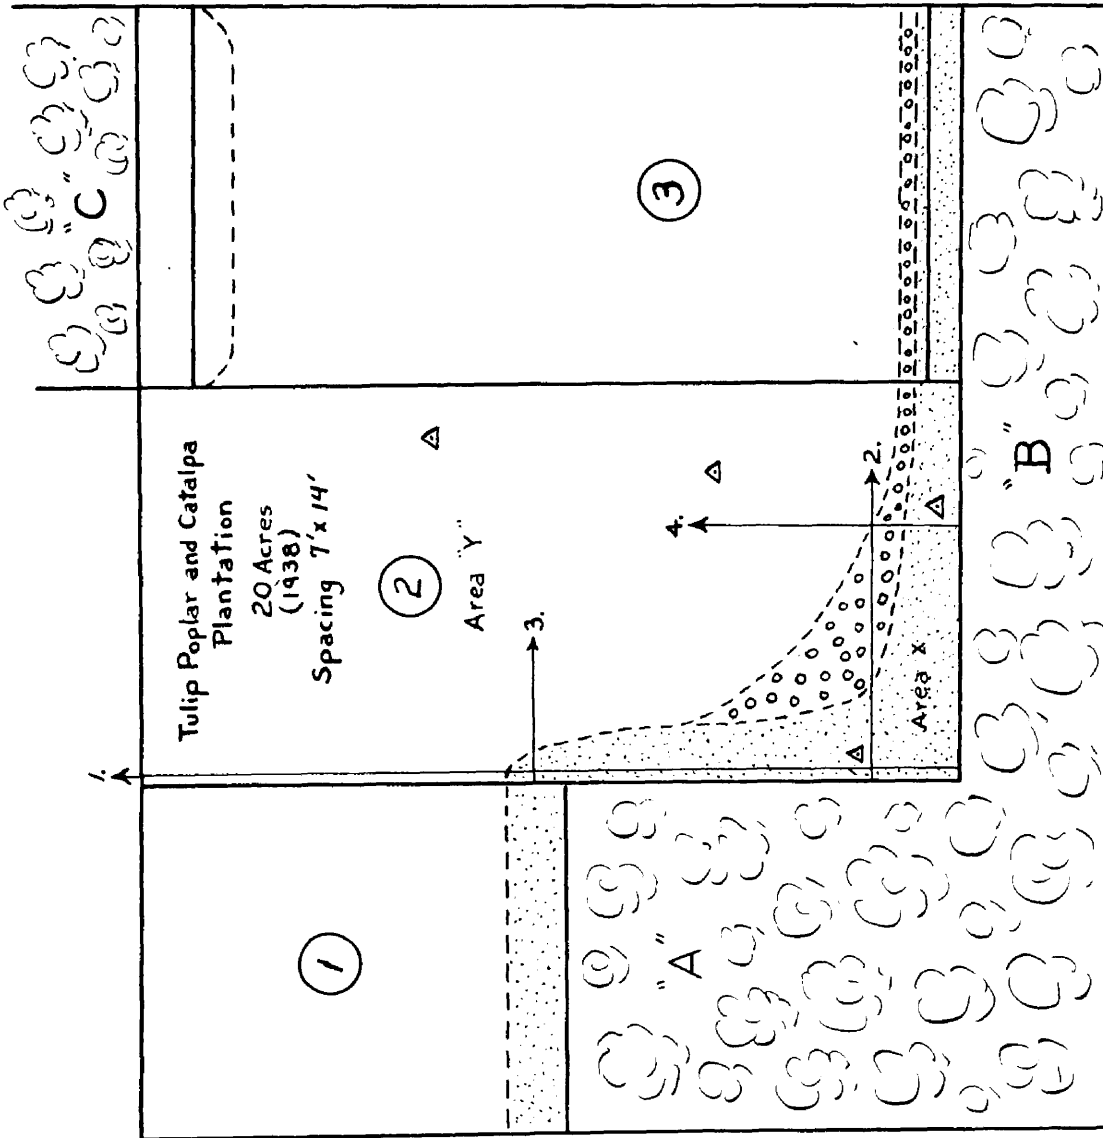 "C"
Tulip Poplar and Catalpa
Plantation
20 Acres
(1938)
Spacing 7' x 14'
1.
2
Area "Y"
3
3.
4.
2.
1
Area X
"A"
"B"